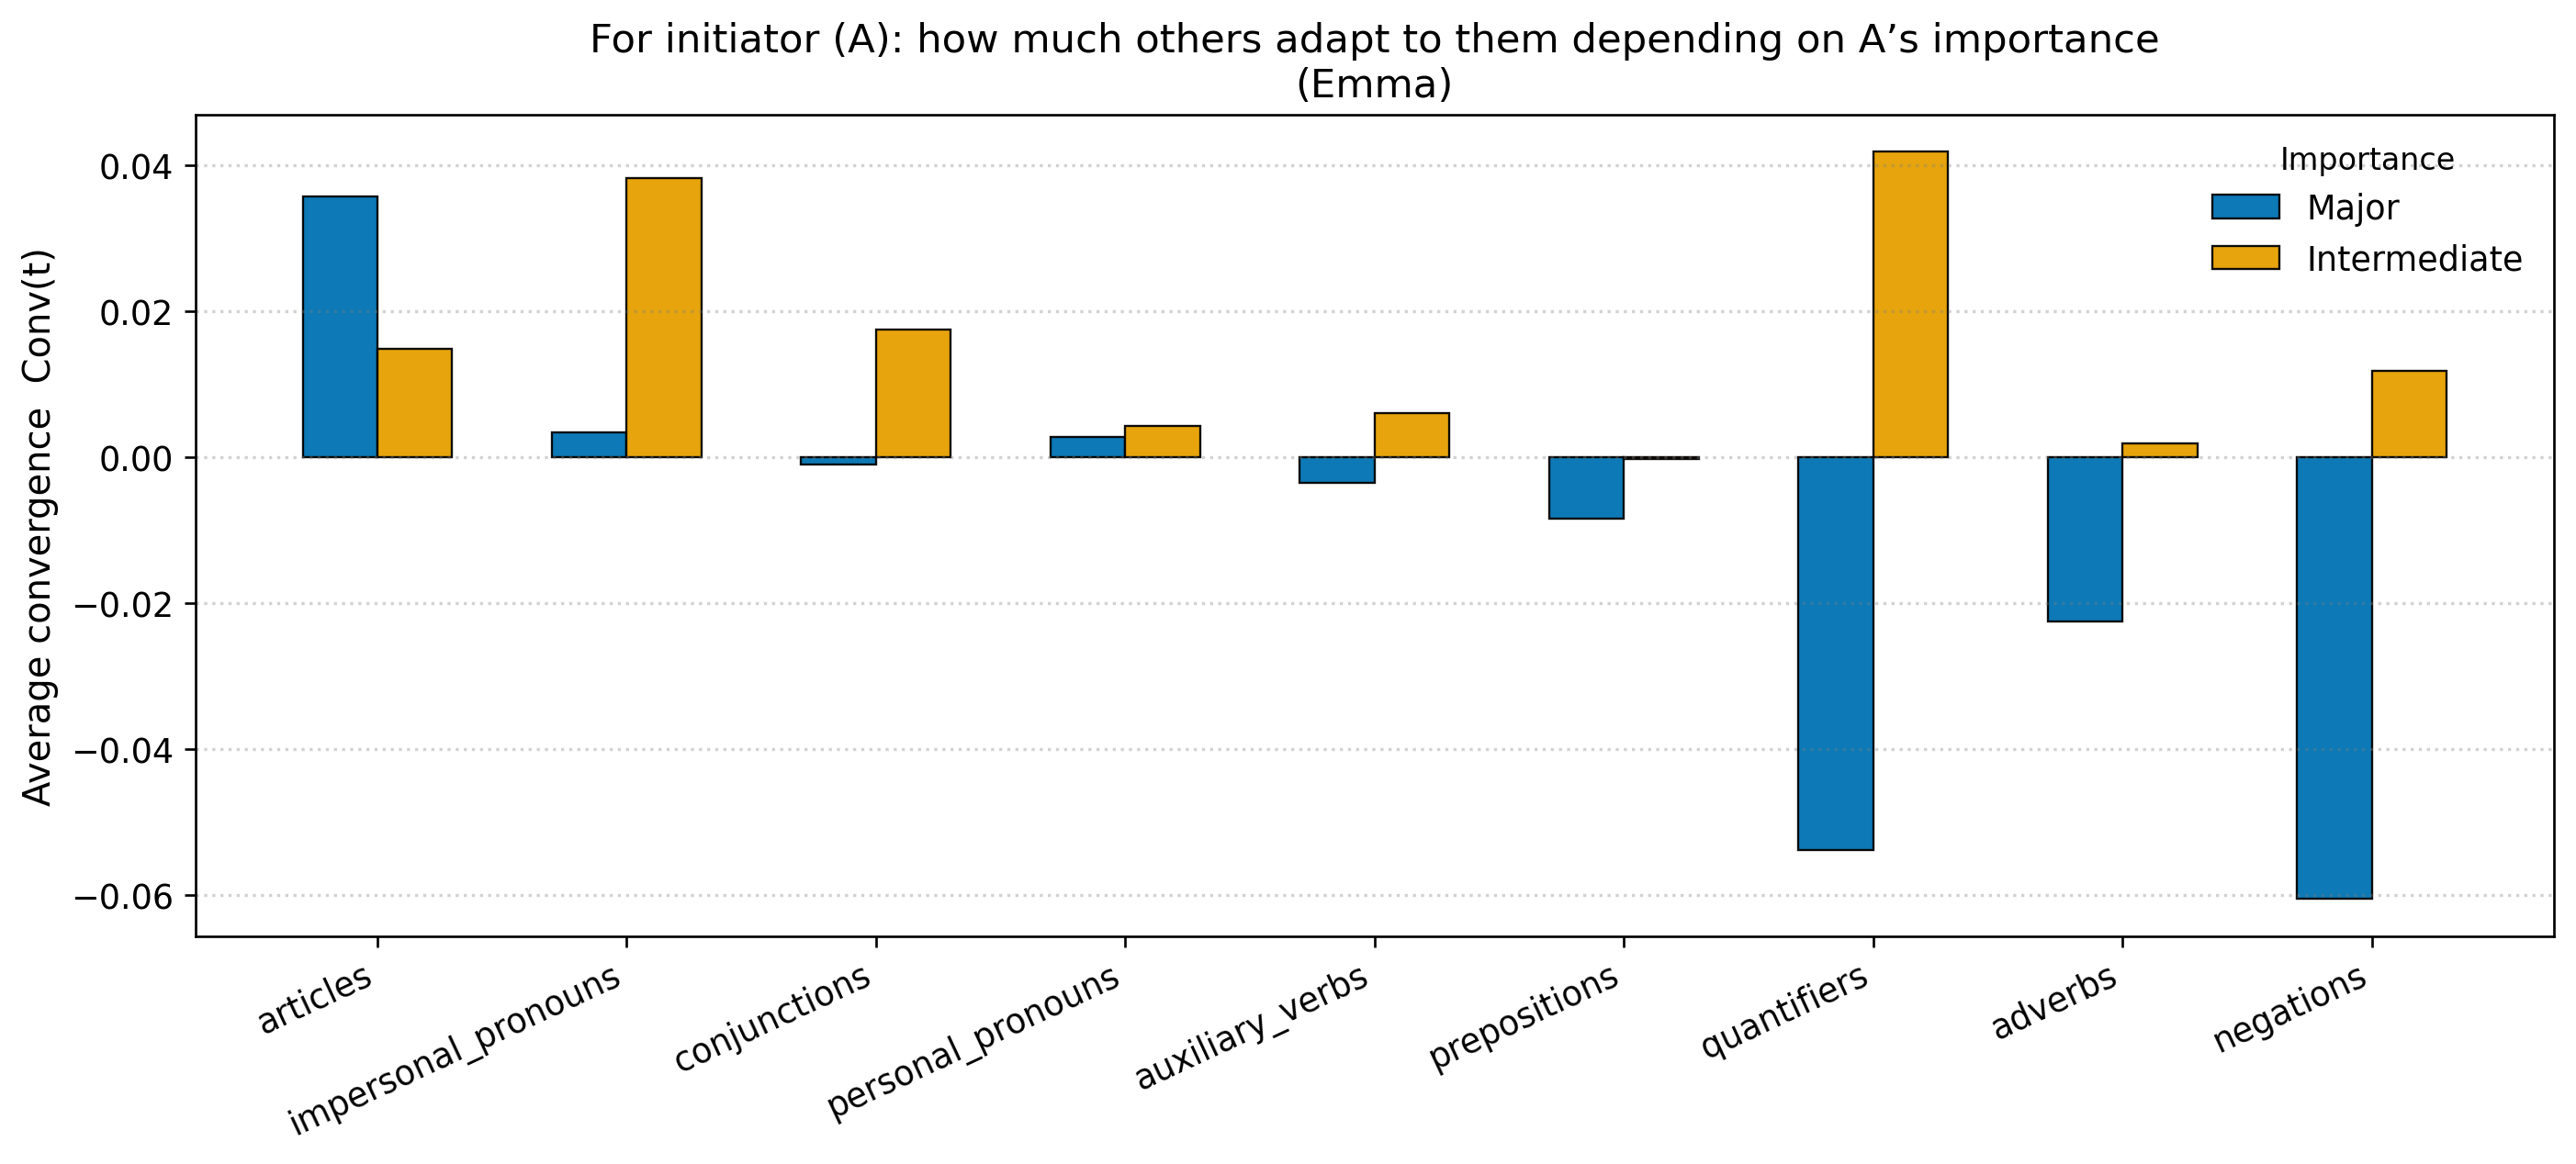 For initiator (A): how much others adapt to them depending on A’s importance
(Emma)
Average convergence  Conv(t)
0.04
0.02
0.00
−0.02
−0.04
−0.06
Importance
Major
Intermediate
articles
impersonal_pronouns
conjunctions
personal_pronouns
auxiliary_verbs
prepositions
quantifiers
adverbs
negations